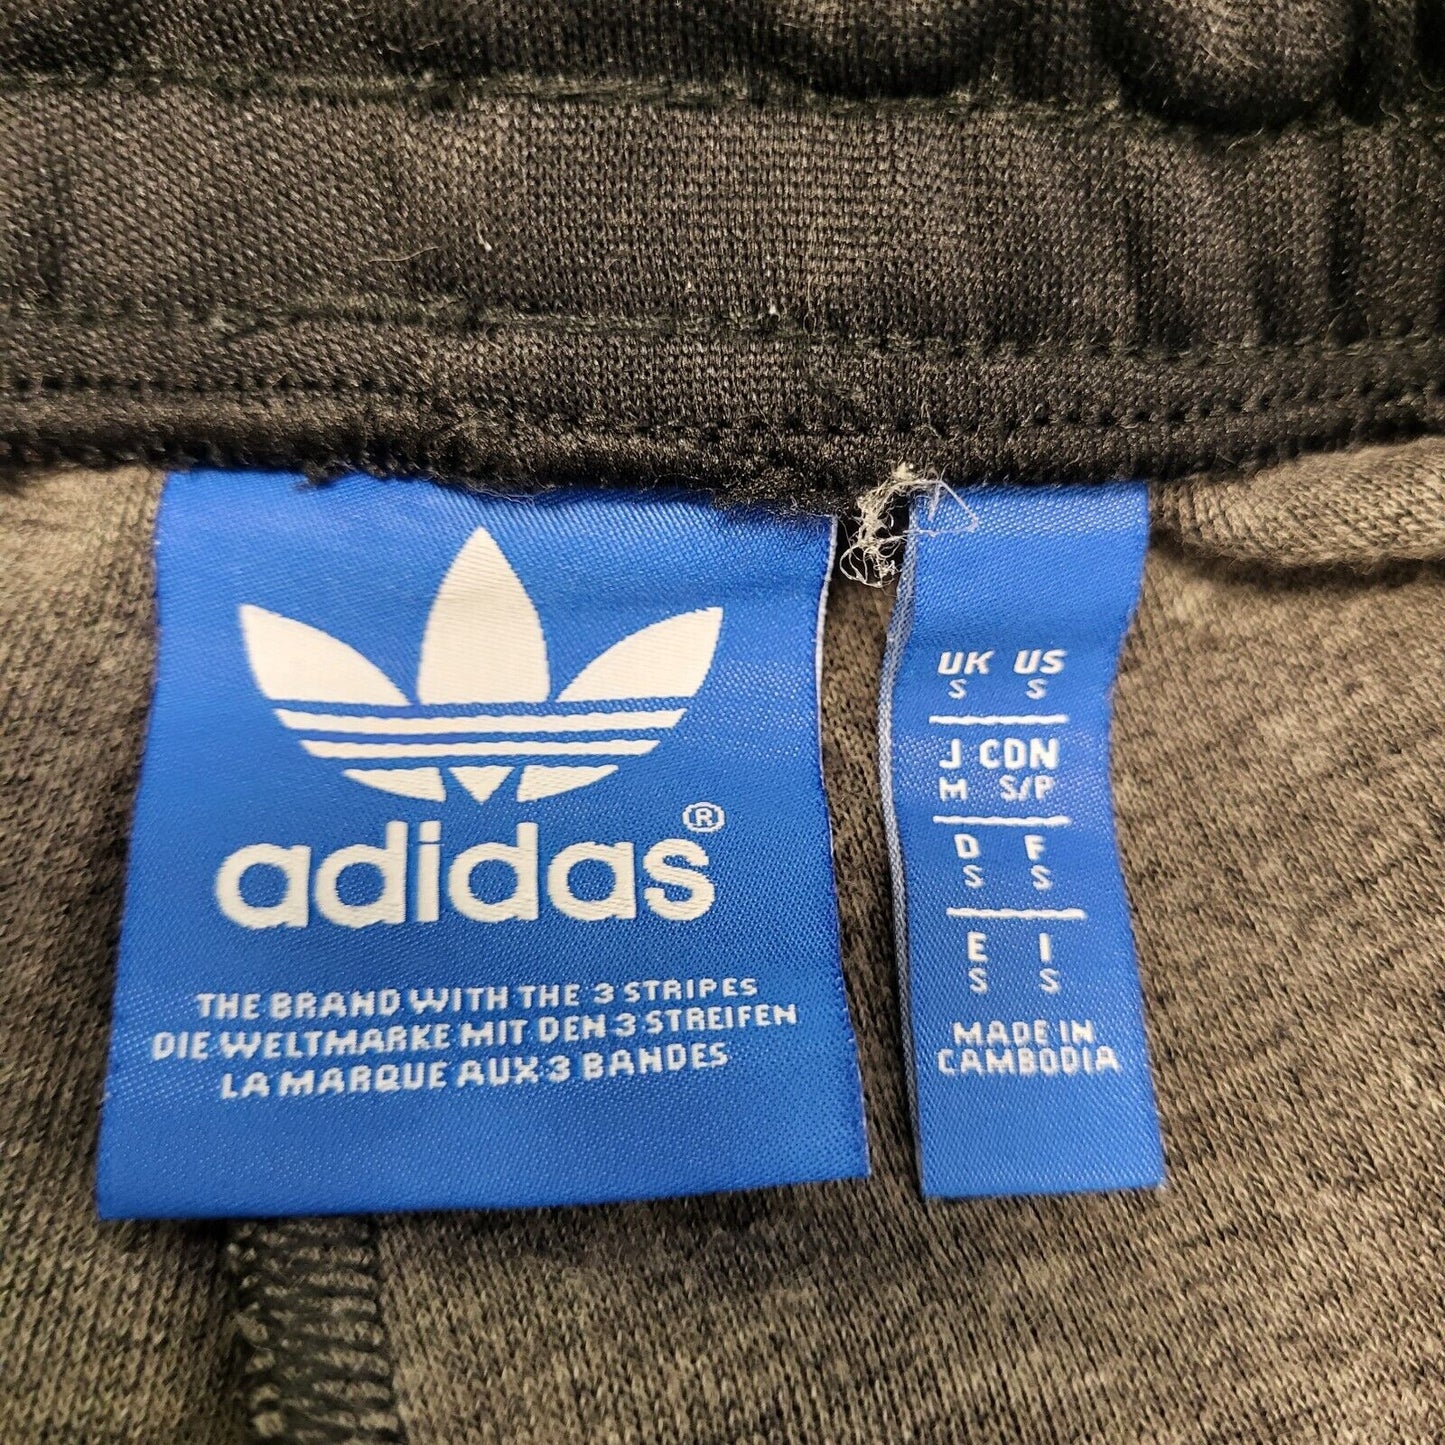 adidas®
THE BRAND WITH THE 3 STRIPES
DIE WELTMARKE MIT DEN 3 STREIFEN
LA MARQUE AUX 3 BANDES
UK US
S S
J CDN
M S/P
D F
S S
E I
S S
MADE IN
CAMBODIA